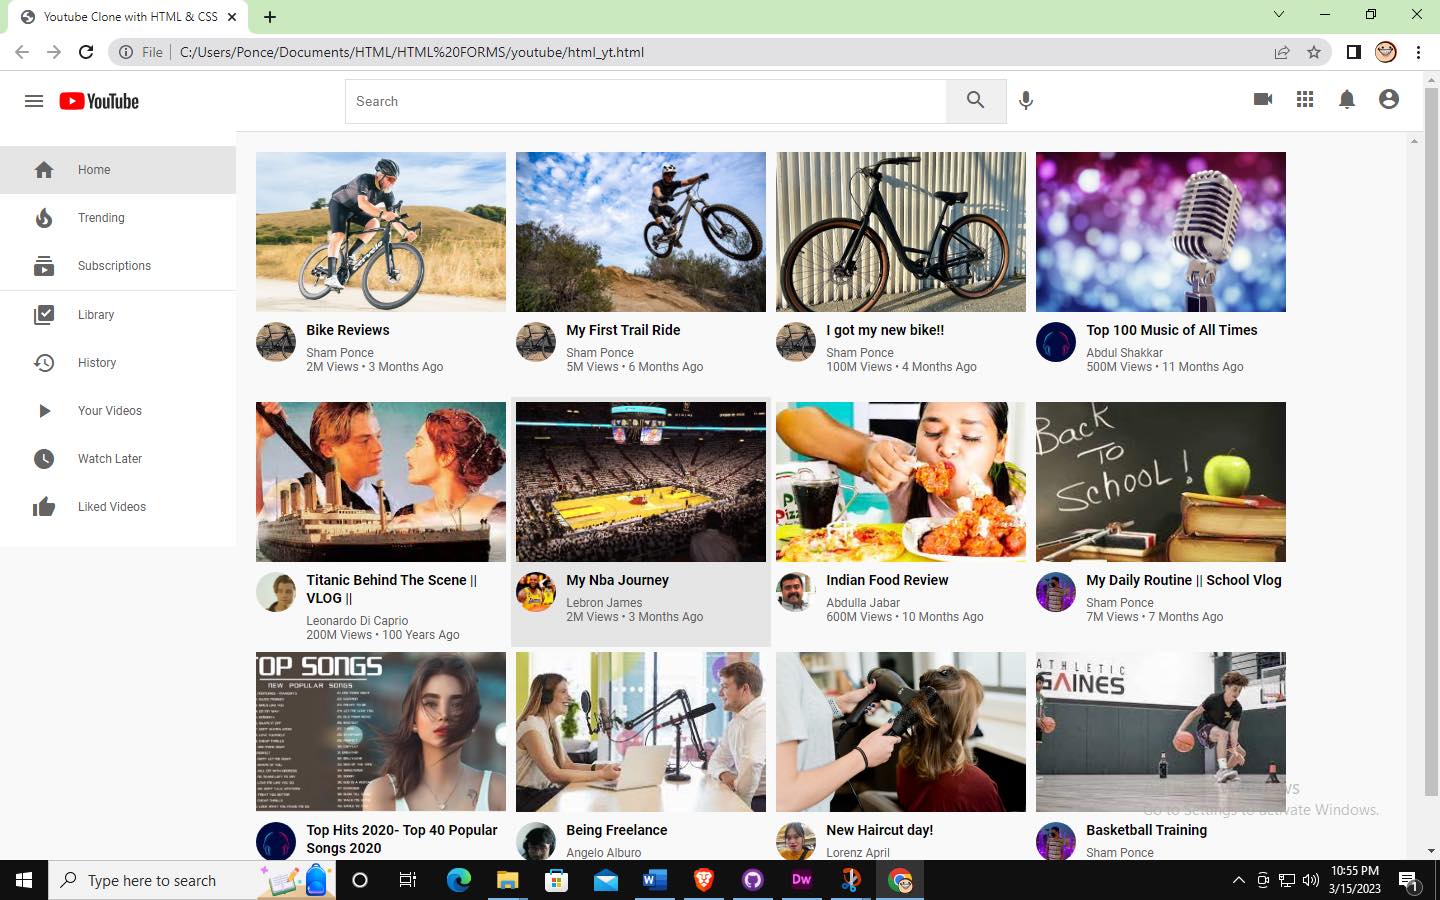 Youtube Clone with HTML & CSS
File
C:/Users/Ponce/Documents/HTML/HTML%20FORMS/youtube/html_yt.html
YouTube
Search
Home
Trending
Subscriptions
Library
History
Your Videos
Watch Later
Liked Videos
Bike Reviews
Sham Ponce
2M Views • 3 Months Ago
My First Trail Ride
Sham Ponce
5M Views • 6 Months Ago
I got my new bike!!
Sham Ponce
100M Views • 4 Months Ago
Top 100 Music of All Times
Abdul Shakkar
500M Views • 11 Months Ago
Back
To
School!
Titanic Behind The Scene ||
VLOG ||
Leonardo Di Caprio
200M Views • 100 Years Ago
My Nba Journey
Lebron James
2M Views • 3 Months Ago
Indian Food Review
Abdulla Jabar
600M Views • 10 Months Ago
My Daily Routine || School Vlog
Sham Ponce
7M Views • 7 Months Ago
OP SONGS
NEW POPULAR SONGS
ATHLETIC
GAINES
Top Hits 2020- Top 40 Popular
Songs 2020
Being Freelance
Angelo Alburo
New Haircut day!
Lorenz April
Basketball Training
Sham Ponce
Go to Settings to activate Windows.
Type here to search
Dw
10:55 PM
3/15/2023
1